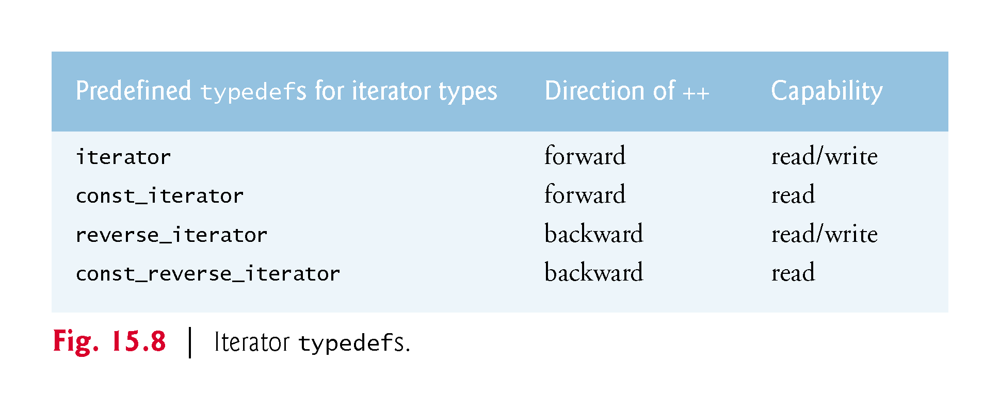 Predefined typedefs for iterator types Direction of ++ Capability
iterator forward read/write
const_iterator forward read
reverse_iterator backward read/write
const_reverse_iterator backward read
Fig. 15.8 | Iterator typedefs.